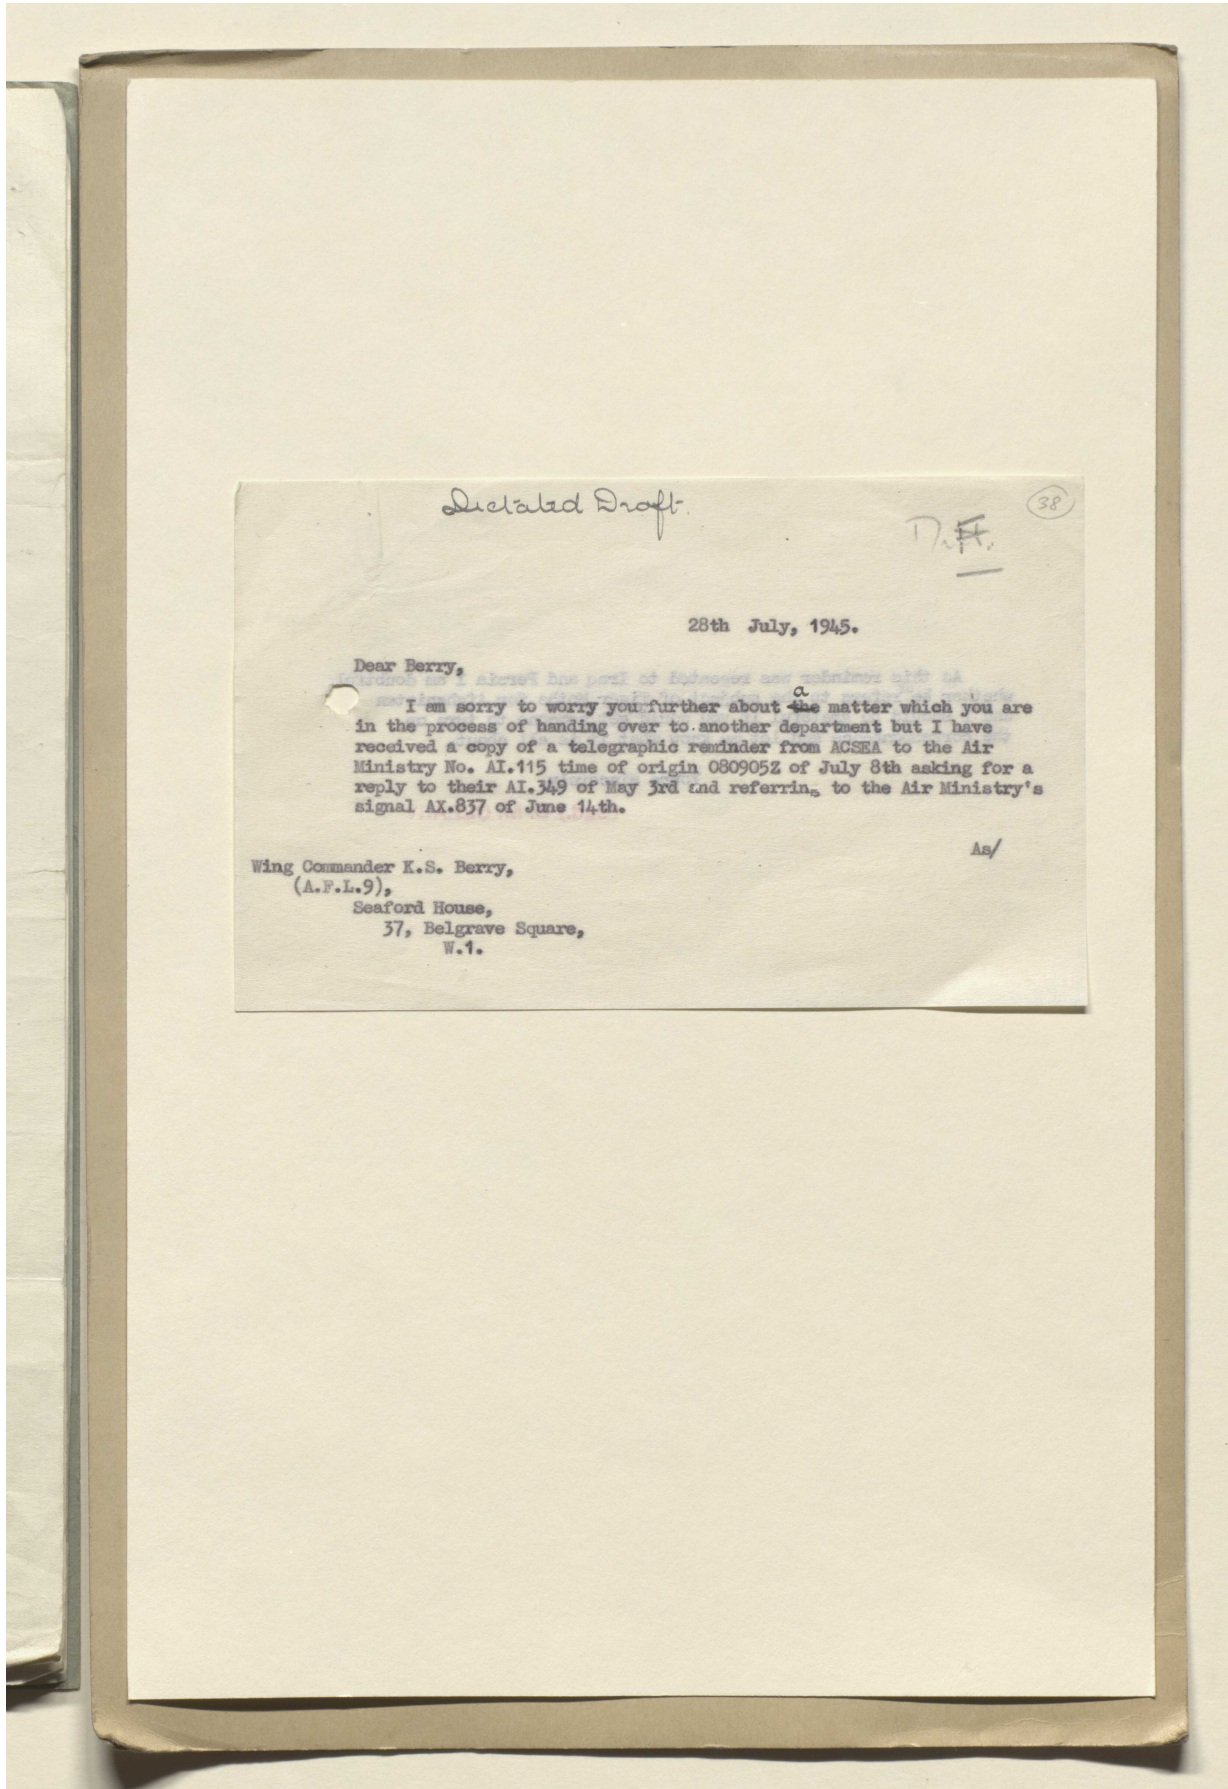 Dictated Draft.
38
28th July, 1945.
Dear Berry,
a
I am sorry to worry you further about the matter which you are
in the process of handing over to another department but I have
received a copy of a telegraphic reminder from ACSEA to the Air
Ministry No. AI.115 time of origin 080905Z of July 8th asking for a
reply to their AI.349 of May 3rd and referring to the Air Ministry's
signal AX.837 of June 14th.
As/
Wing Commander K.S. Berry,
(A.F.L.9),
Seaford House,
37, Belgrave Square,
W.1.